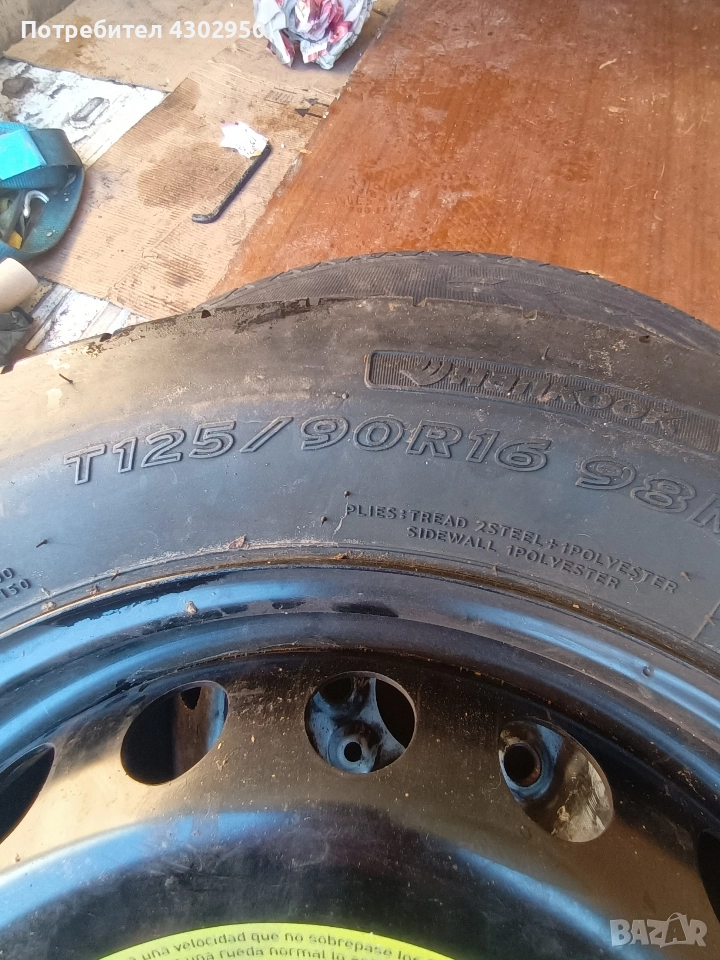 Потребител 4302950
HANKOOK
T125/90R16 98M
PLIES:TREAD 2STEEL+1POLYESTER
SIDEWALL 1POLYESTER
150
una velocidad que no sobrepase los
una rueda normal lo
BAZAR